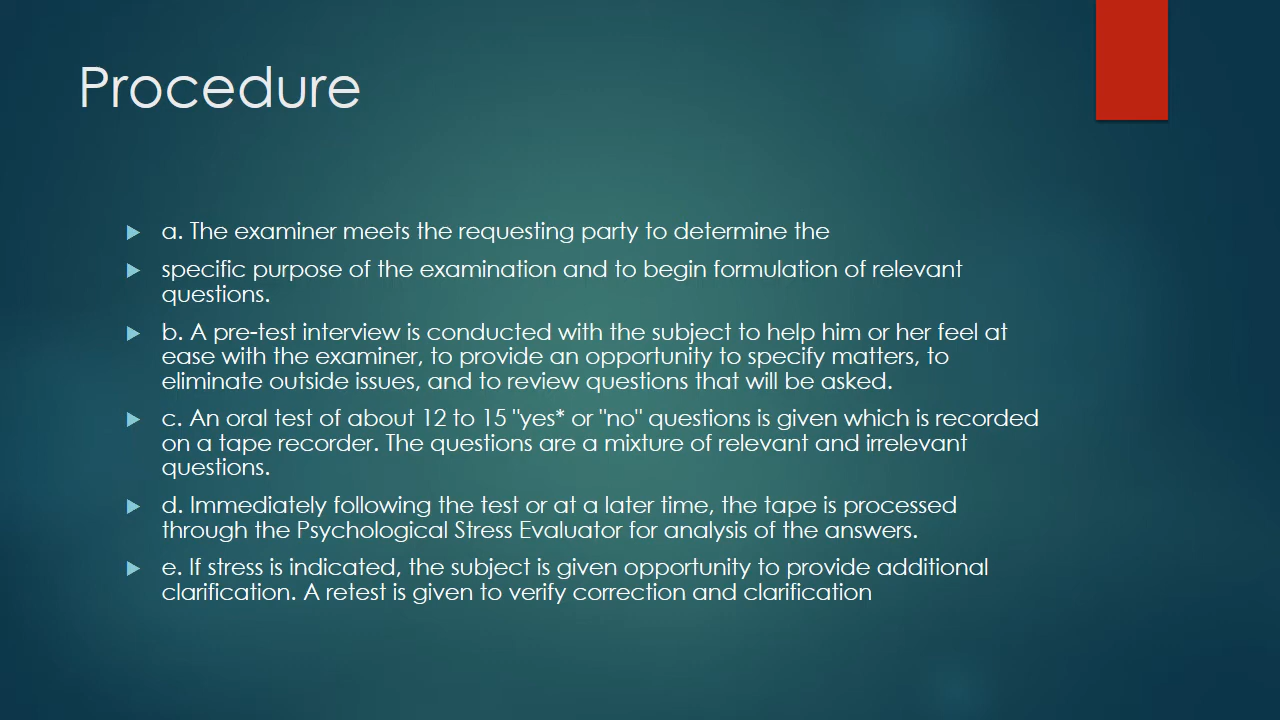 Procedure
a. The examiner meets the requesting party to determine the
specific purpose of the examination and to begin formulation of relevant
questions.
b. A pre-test interview is conducted with the subject to help him or her feel at
ease with the examiner, to provide an opportunity to specify matters, to
eliminate outside issues, and to review questions that will be asked.
c. An oral test of about 12 to 15 "yes* or "no" questions is given which is recorded
on a tape recorder. The questions are a mixture of relevant and irrelevant
questions.
d. Immediately following the test or at a later time, the tape is processed
through the Psychological Stress Evaluator for analysis of the answers.
e. If stress is indicated, the subject is given opportunity to provide additional
clarification. A retest is given to verify correction and clarification